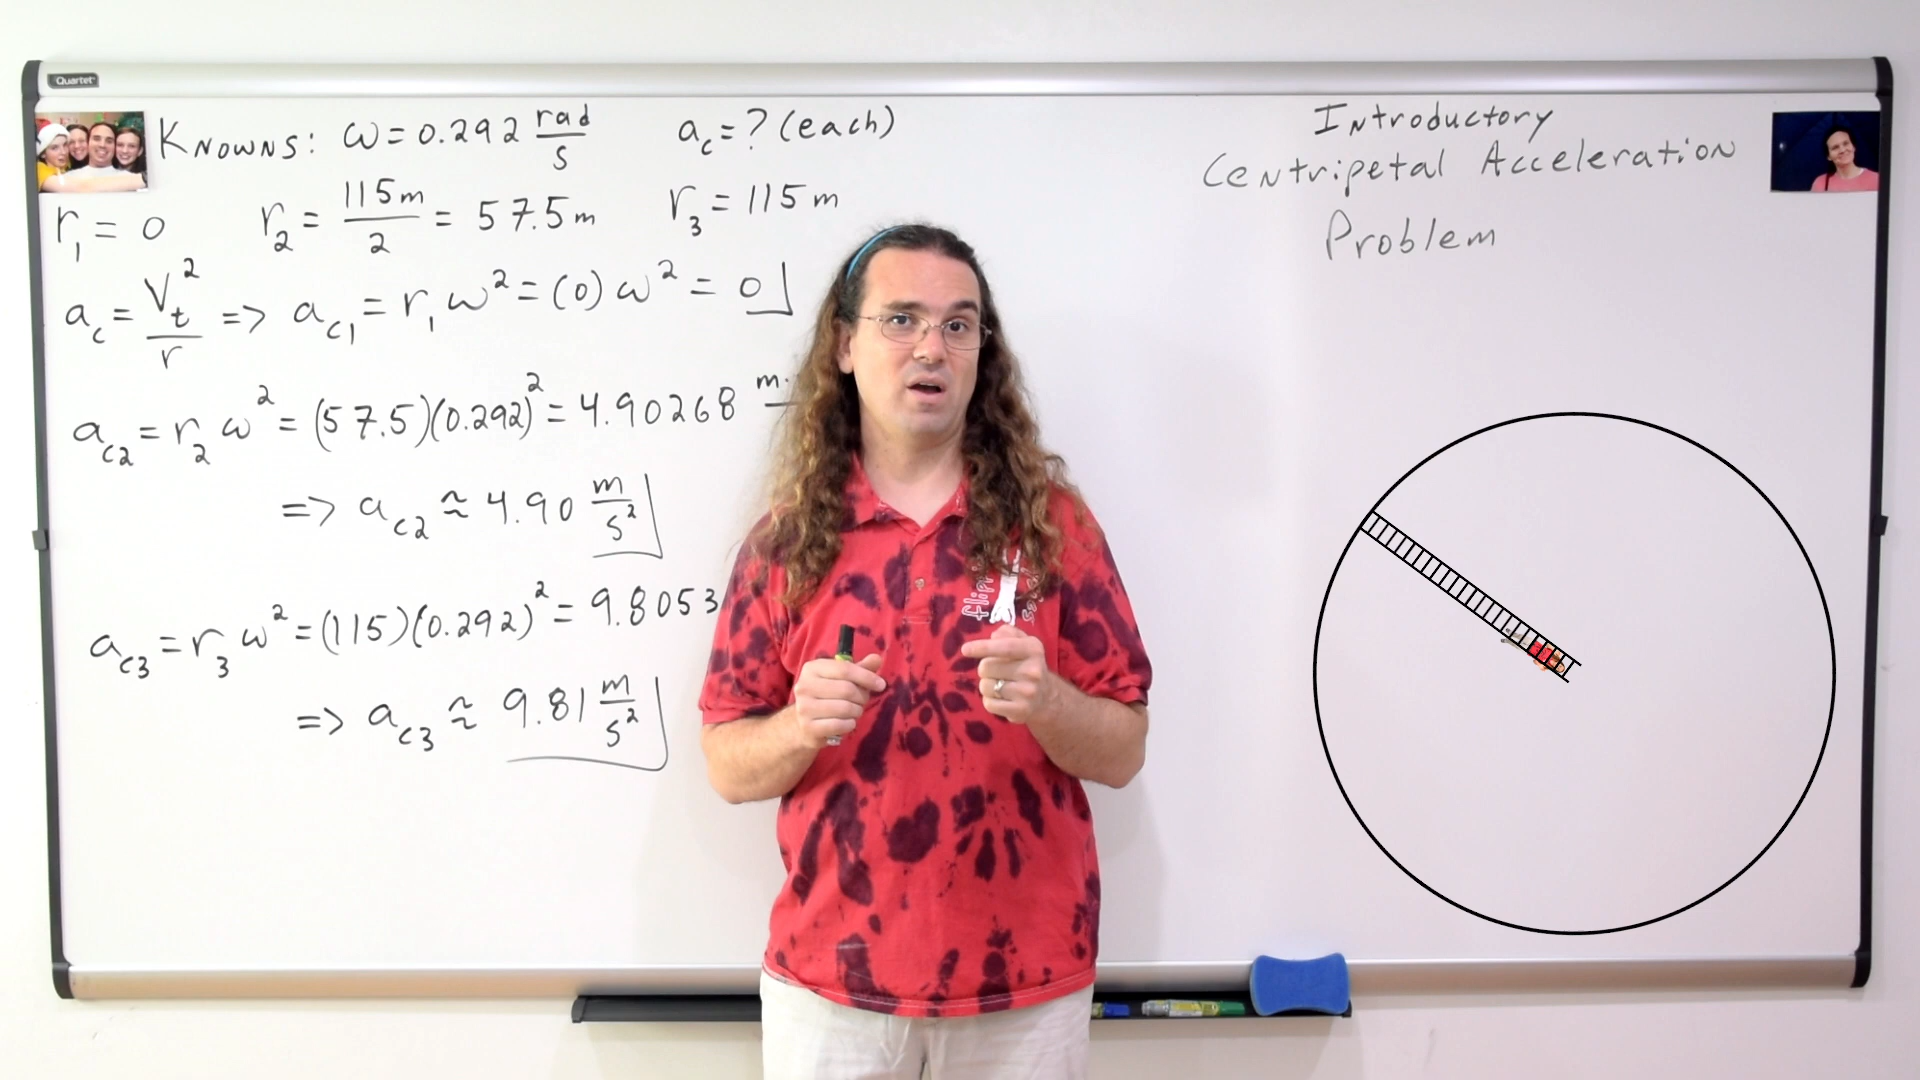 Quartet
Knowns: ω = 0.292 rad/s    a_c = ? (each)
r₁ = 0    r₂ = 115m/2 = 57.5m    r₃ = 115 m
a_c = V_t²/r => a_c1 = r₁ω² = (0)ω² = 0
a_c2 = r₂ω² = (57.5)(0.292)² = 4.90268 m
=> a_c2 ≈ 4.90 m/s²
a_c3 = r₃ω² = (115)(0.292)² = 9.8053
=> a_c3 ≈ 9.81 m/s²
Introductory
Centripetal Acceleration
Problem